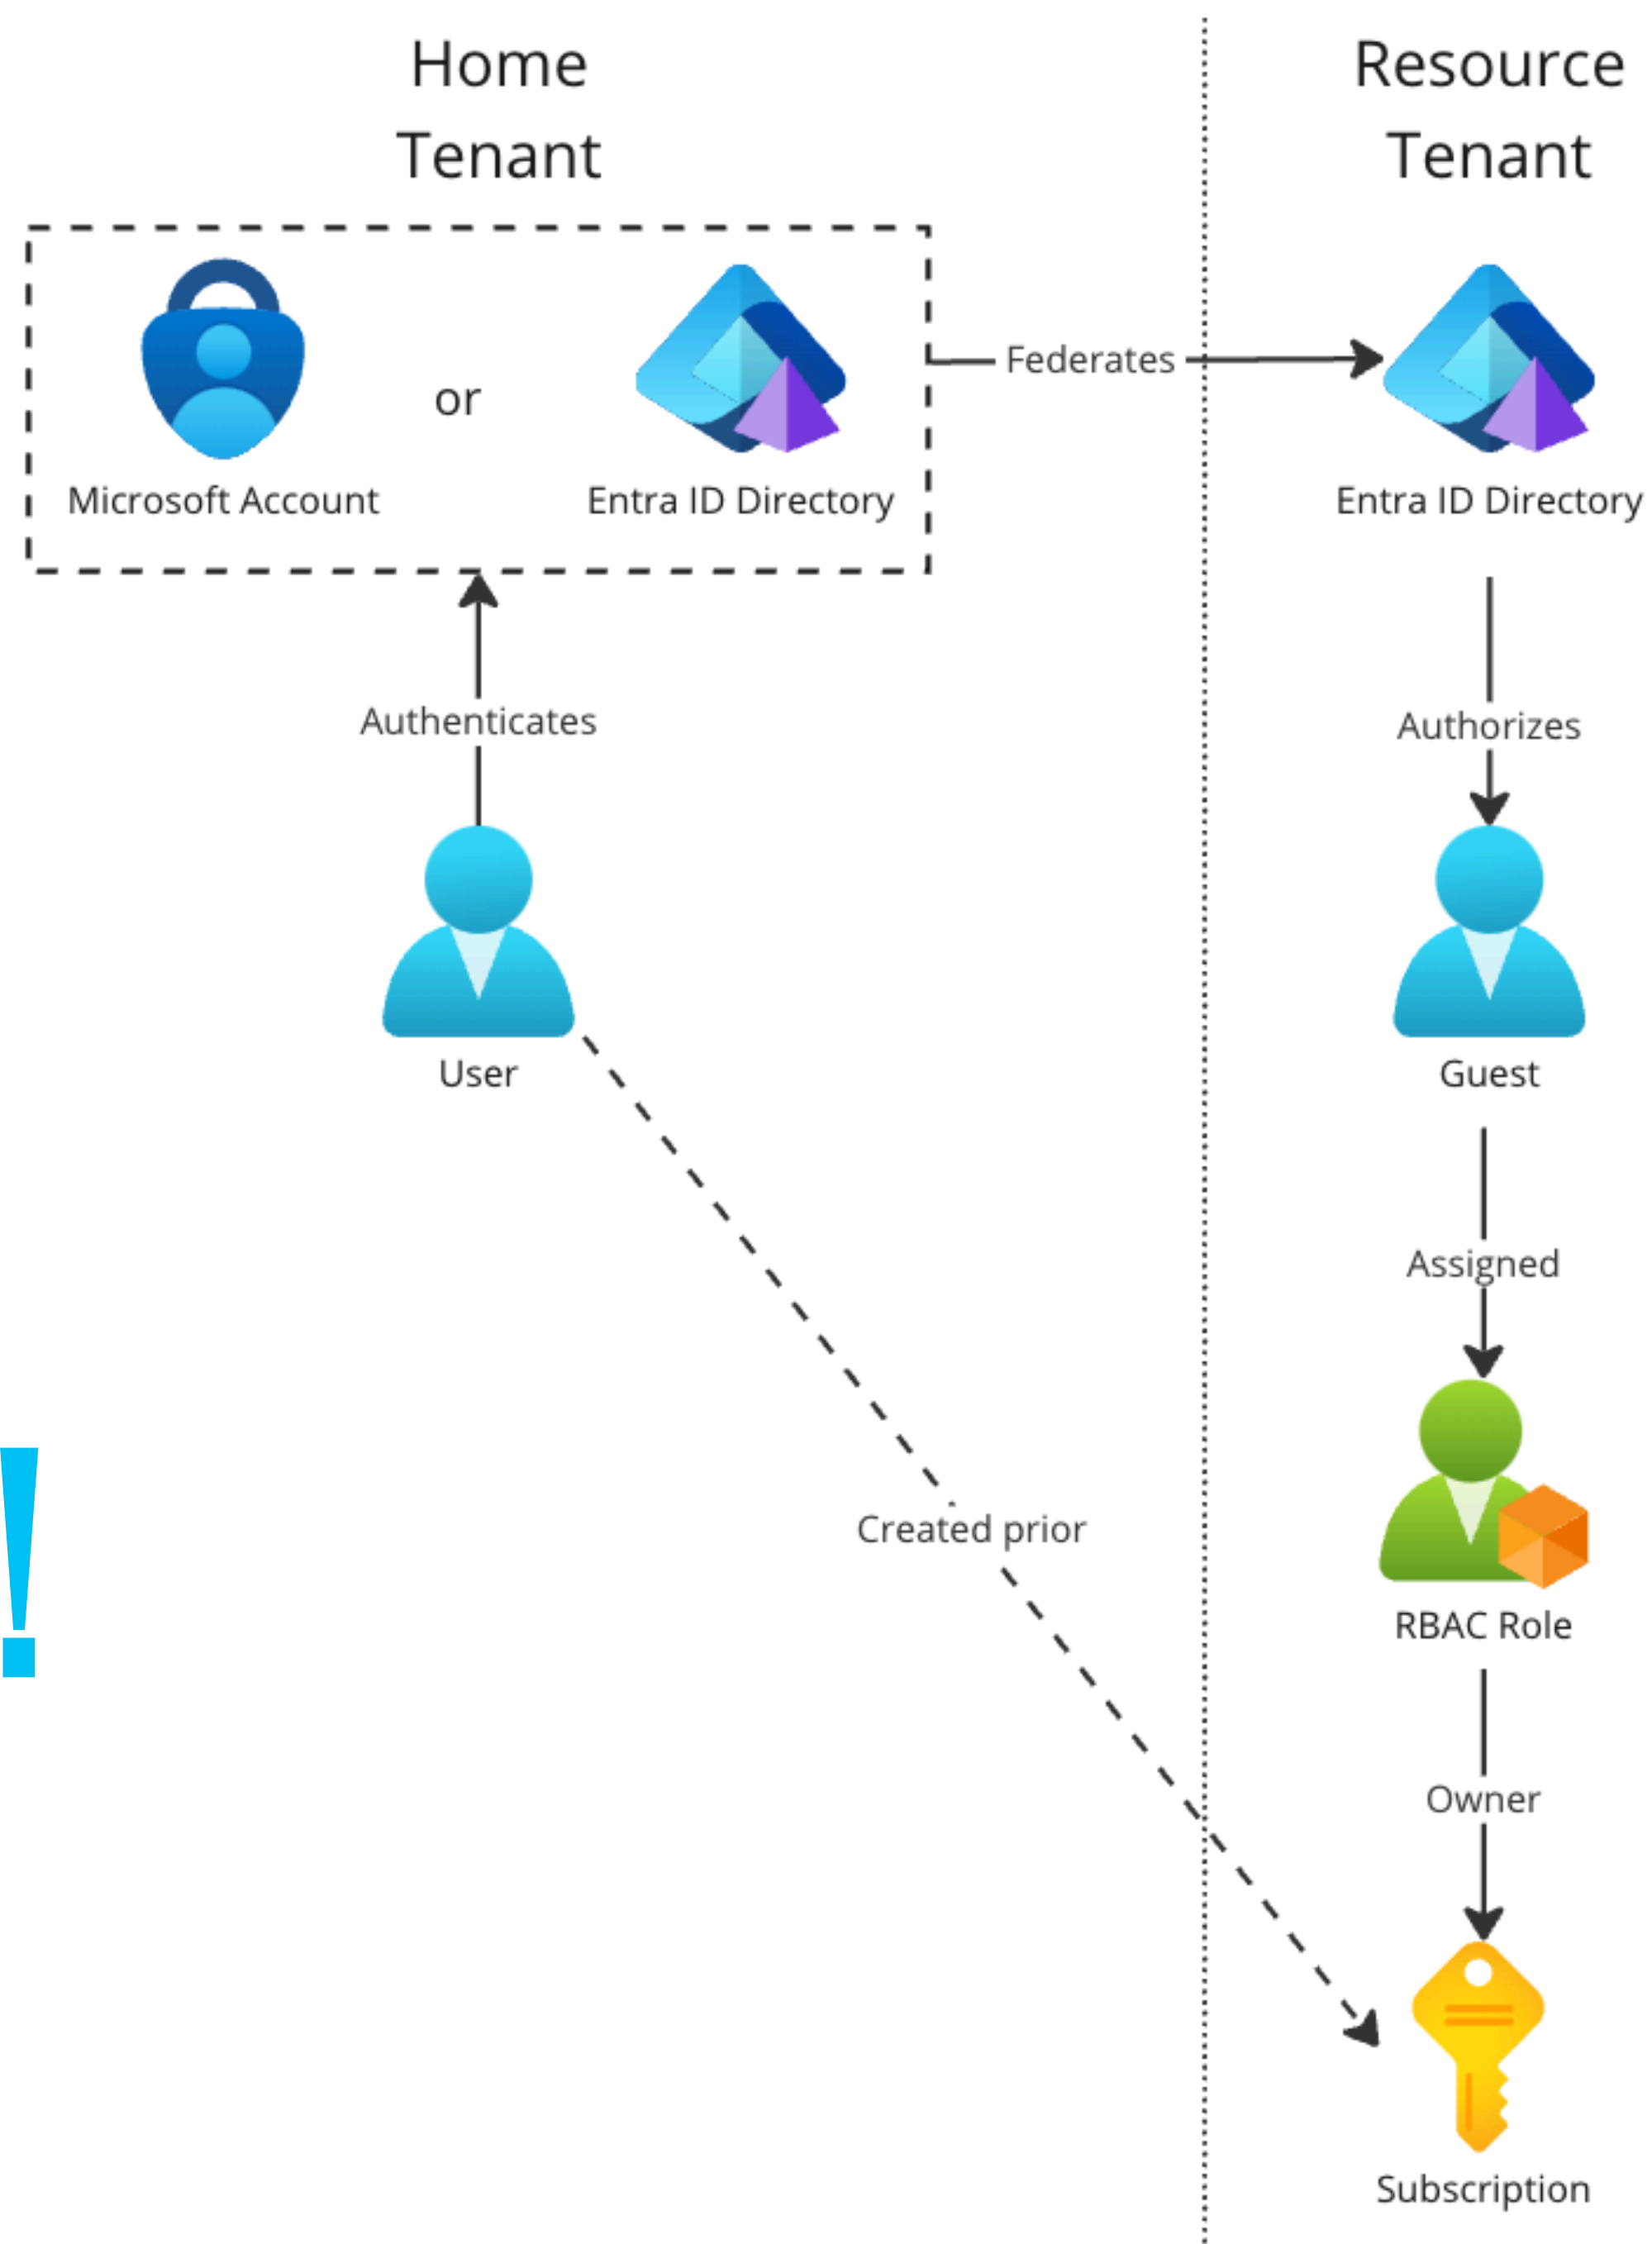 Home
Tenant
Resource
Tenant
or
Microsoft Account
Entra ID Directory
Federates
Entra ID Directory
Authenticates
Authorizes
User
Guest
Assigned
!
Created prior
RBAC Role
Owner
Subscription